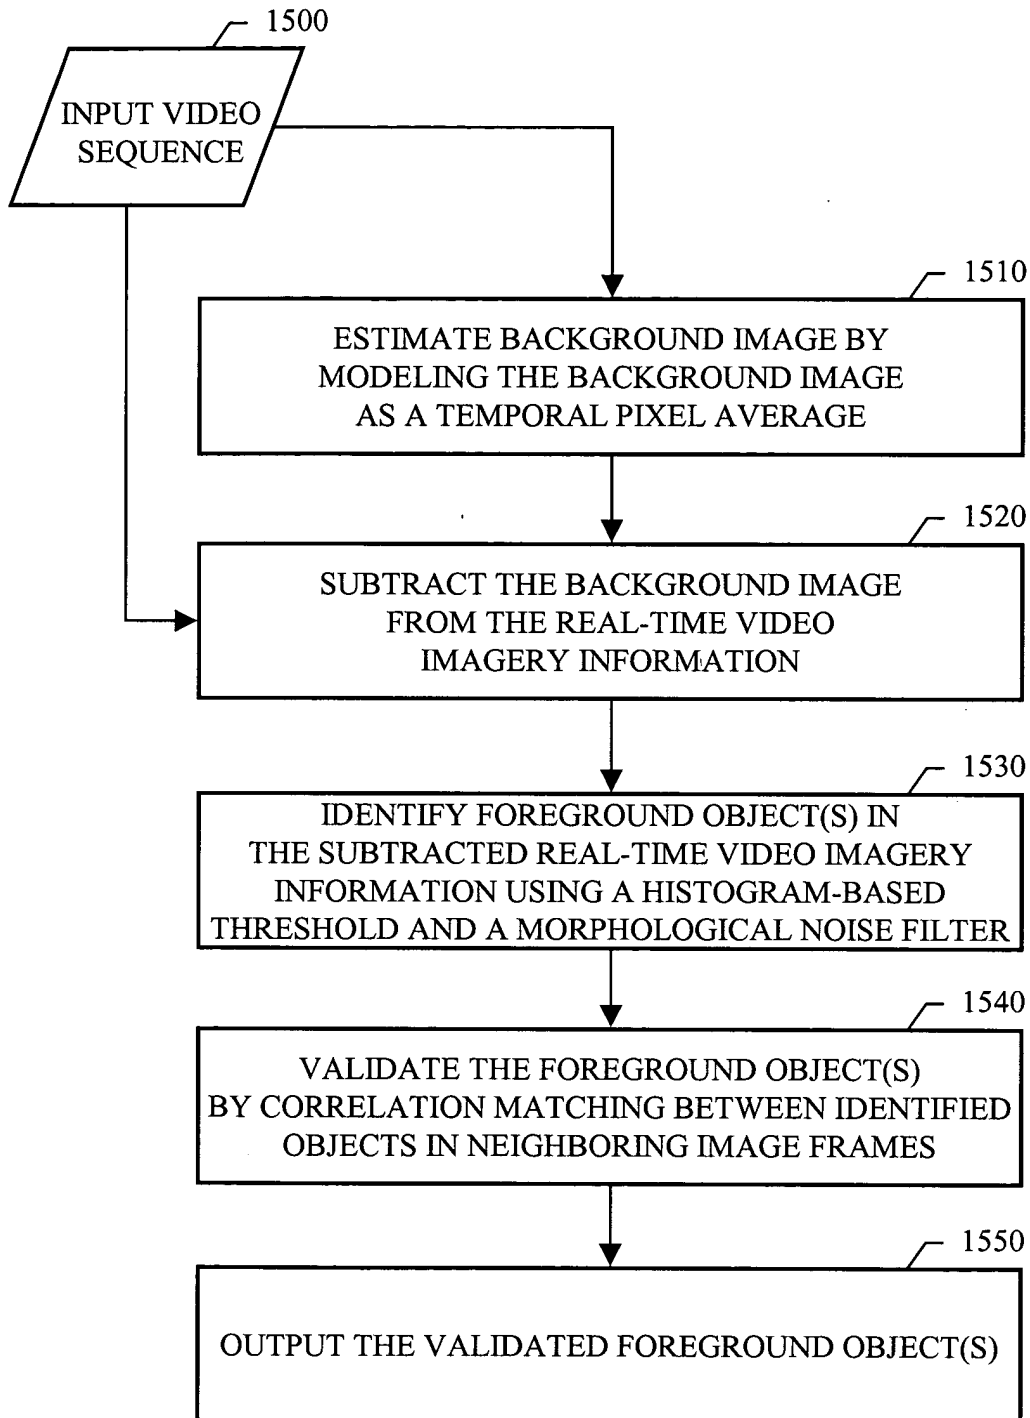 1500
INPUT VIDEO
SEQUENCE
1510
ESTIMATE BACKGROUND IMAGE BY
MODELING THE BACKGROUND IMAGE
AS A TEMPORAL PIXEL AVERAGE
1520
SUBTRACT THE BACKGROUND IMAGE
FROM THE REAL-TIME VIDEO
IMAGERY INFORMATION
1530
IDENTIFY FOREGROUND OBJECT(S) IN
THE SUBTRACTED REAL-TIME VIDEO IMAGERY
INFORMATION USING A HISTOGRAM-BASED
THRESHOLD AND A MORPHOLOGICAL NOISE FILTER
1540
VALIDATE THE FOREGROUND OBJECT(S)
BY CORRELATION MATCHING BETWEEN IDENTIFIED
OBJECTS IN NEIGHBORING IMAGE FRAMES
1550
OUTPUT THE VALIDATED FOREGROUND OBJECT(S)